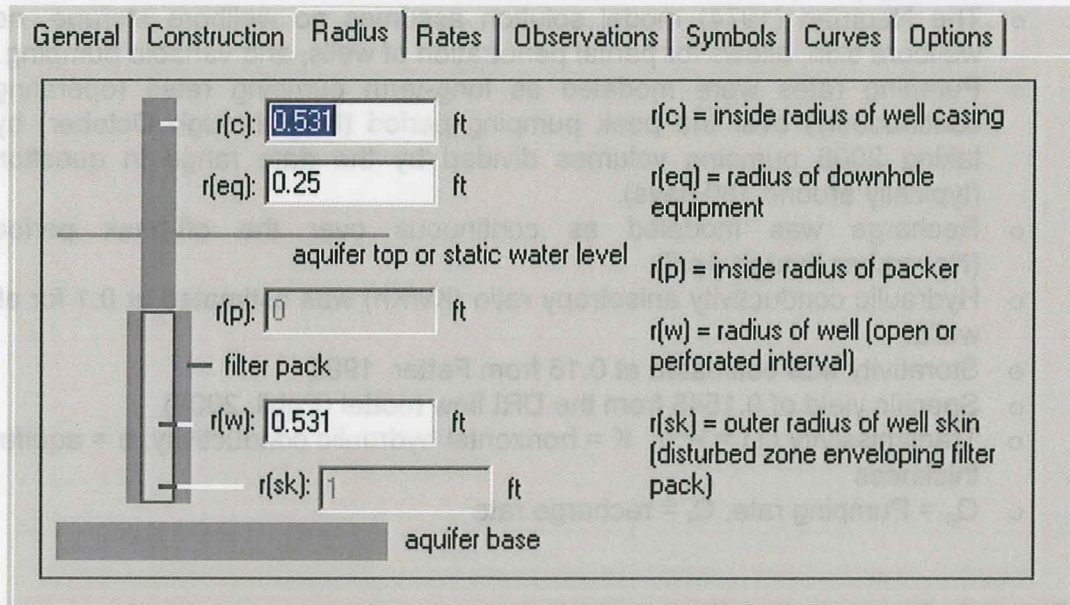 General Construction Radius Rates Observations Symbols Curves Options
r(c): 0.531 ft
r(eq): 0.25 ft
aquifer top or static water level
r(p): 0 ft
filter pack
r(w): 0.531 ft
r(sk): 1 ft
aquifer base
r(c) = inside radius of well casing
r(eq) = radius of downhole
equipment
r(p) = inside radius of packer
r(w) = radius of well (open or
perforated interval)
r(sk) = outer radius of well skin
(disturbed zone enveloping filter
pack)